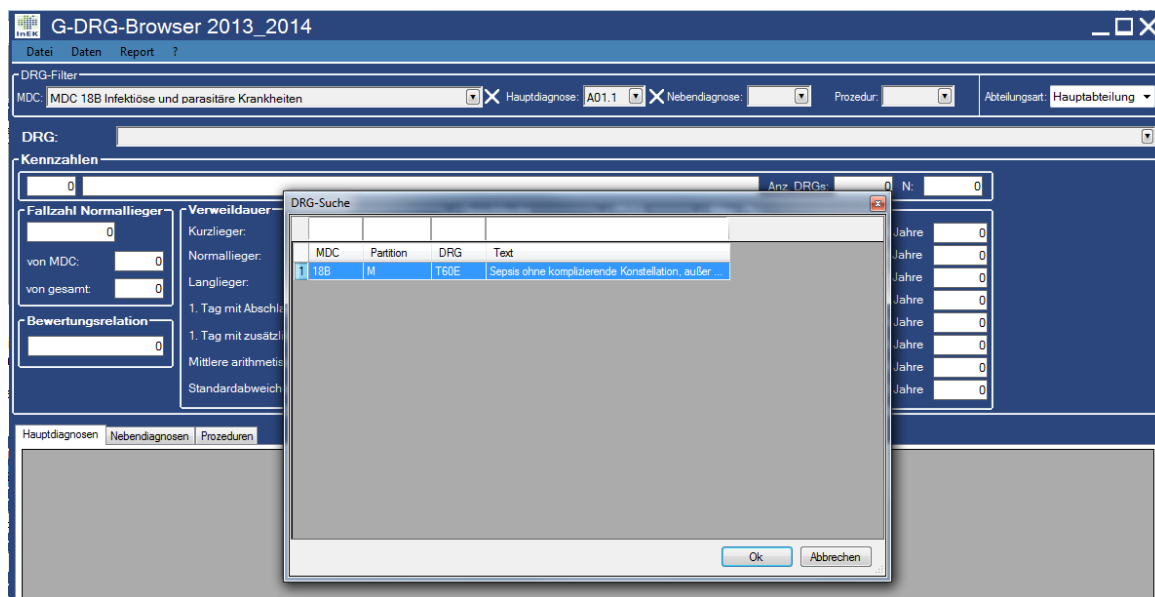 InEK G-DRG-Browser 2013_2014
Datei Daten Report ?
DRG-Filter
MDC: MDC 18B Infektiöse und parasitäre Krankheiten Hauptdiagnose: A01.1 Nebendiagnose: Prozedur: Abteilungsart: Hauptabteilung
DRG:
Kennzahlen
0 Anz. DRGs: 0 N: 0
Fallzahl Normallieger
0
von MDC: 0
von gesamt: 0
Bewertungsrelation
0
Verweildauer
Kurzlieger:
Normallieger:
Langlieger:
1. Tag mit Abschla
1. Tag mit zusätzli
Mittlere arithmetis
Standardabweich
DRG-Suche
MDC Partition DRG Text
1 18B M T60E Sepsis ohne komplizierende Konstellation, außer ...
Ok Abbrechen
Jahre 0
Jahre 0
Jahre 0
Jahre 0
Jahre 0
Jahre 0
Jahre 0
Jahre 0
Hauptdiagnosen Nebendiagnosen Prozeduren